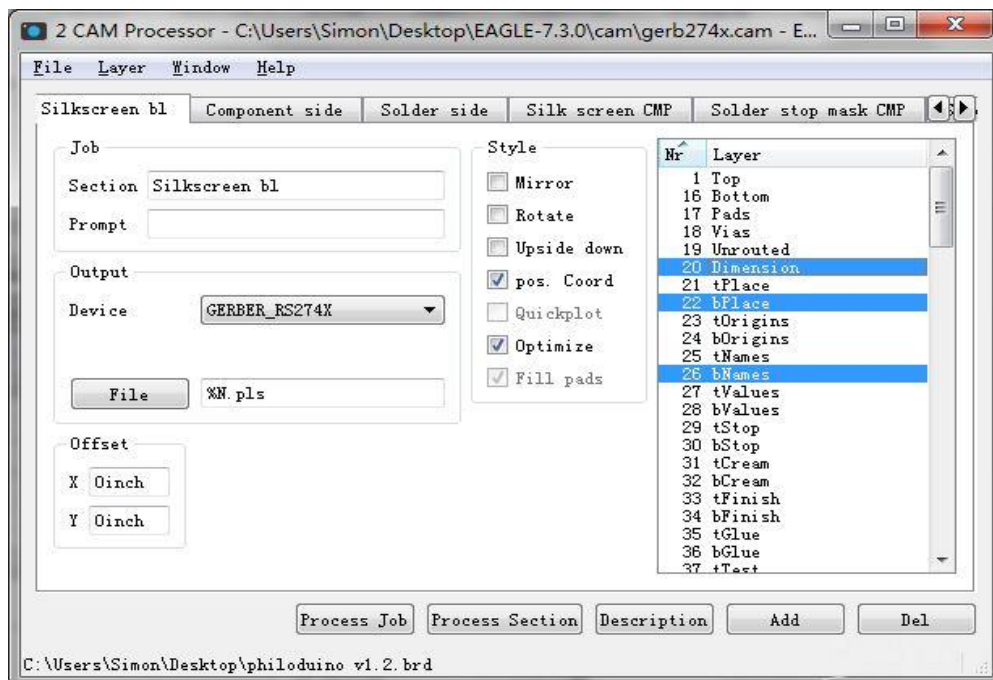 2 CAM Processor - C:\Users\Simon\Desktop\EAGLE-7.3.0\cam\gerb274x.cam - E...
File Layer Window Help
Silkscreen bl Component side Solder side Silk screen CMP Solder stop mask CMP
Job
Section Silkscreen bl
Prompt
Output
Device GERBER_RS274X
File %N.pls
Offset
X 0inch
Y 0inch
Style
Mirror
Rotate
Upside down
pos. Coord
Quickplot
Optimize
Fill pads
Nr Layer
1 Top
16 Bottom
17 Pads
18 Vias
19 Unrouted
20 Dimension
21 tPlace
22 bPlace
23 tOrigins
24 bOrigins
25 tNames
26 bNames
27 tValues
28 bValues
29 tStop
30 bStop
31 tCream
32 bCream
33 tFinish
34 bFinish
35 tGlue
36 bGlue
37 tTest
Process Job Process Section Description Add Del
C:\Users\Simon\Desktop\philoduino v1.2.brd